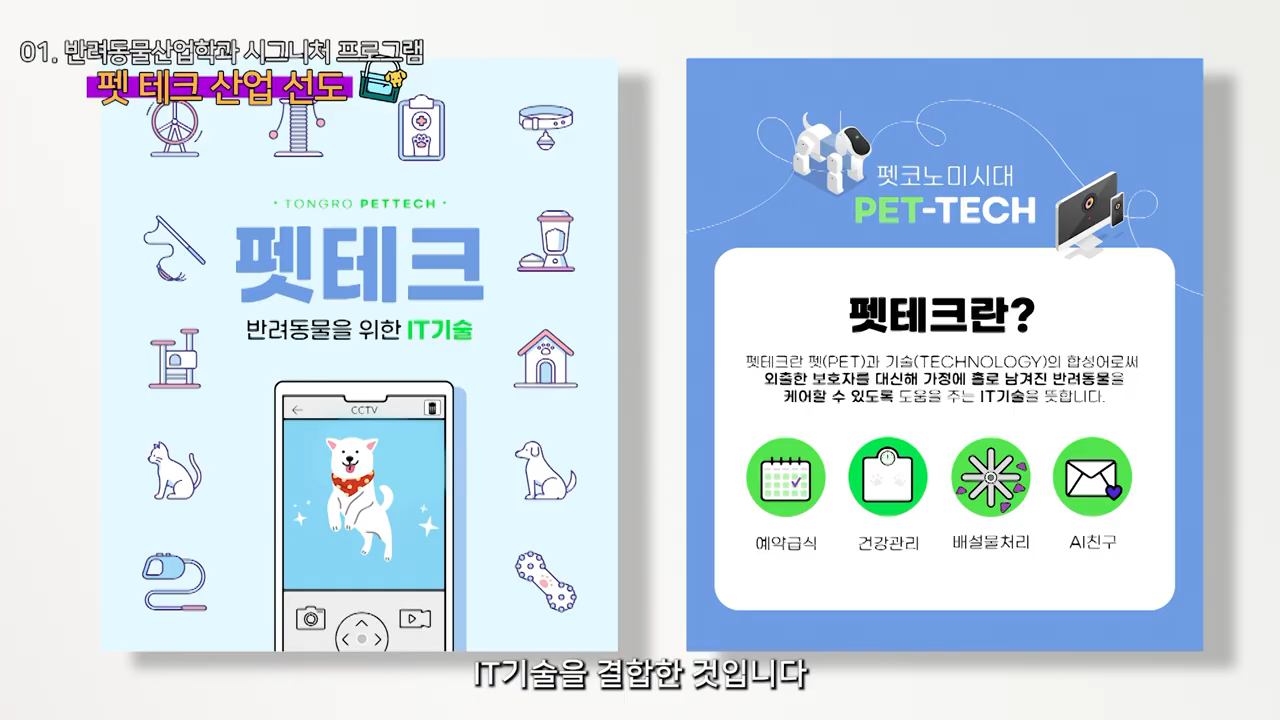 01. 반려동물산업학과 시그니처 프로그램
펫 테크 산업 선도
· TONGRO PETTECH ·
펫테크
반려동물을 위한 IT기술
CCTV
펫코노미시대
PET-TECH
펫테크란?
펫테크란 펫(PET)과 기술(TECHNOLOGY)의 합성어로써
외출한 보호자를 대신해 가정에 홀로 남겨진 반려동물을
케어할 수 있도록 도움을 주는 IT기술을 뜻합니다.
예약급식
건강관리
배설물처리
AI친구
IT기술을 결합한 것입니다